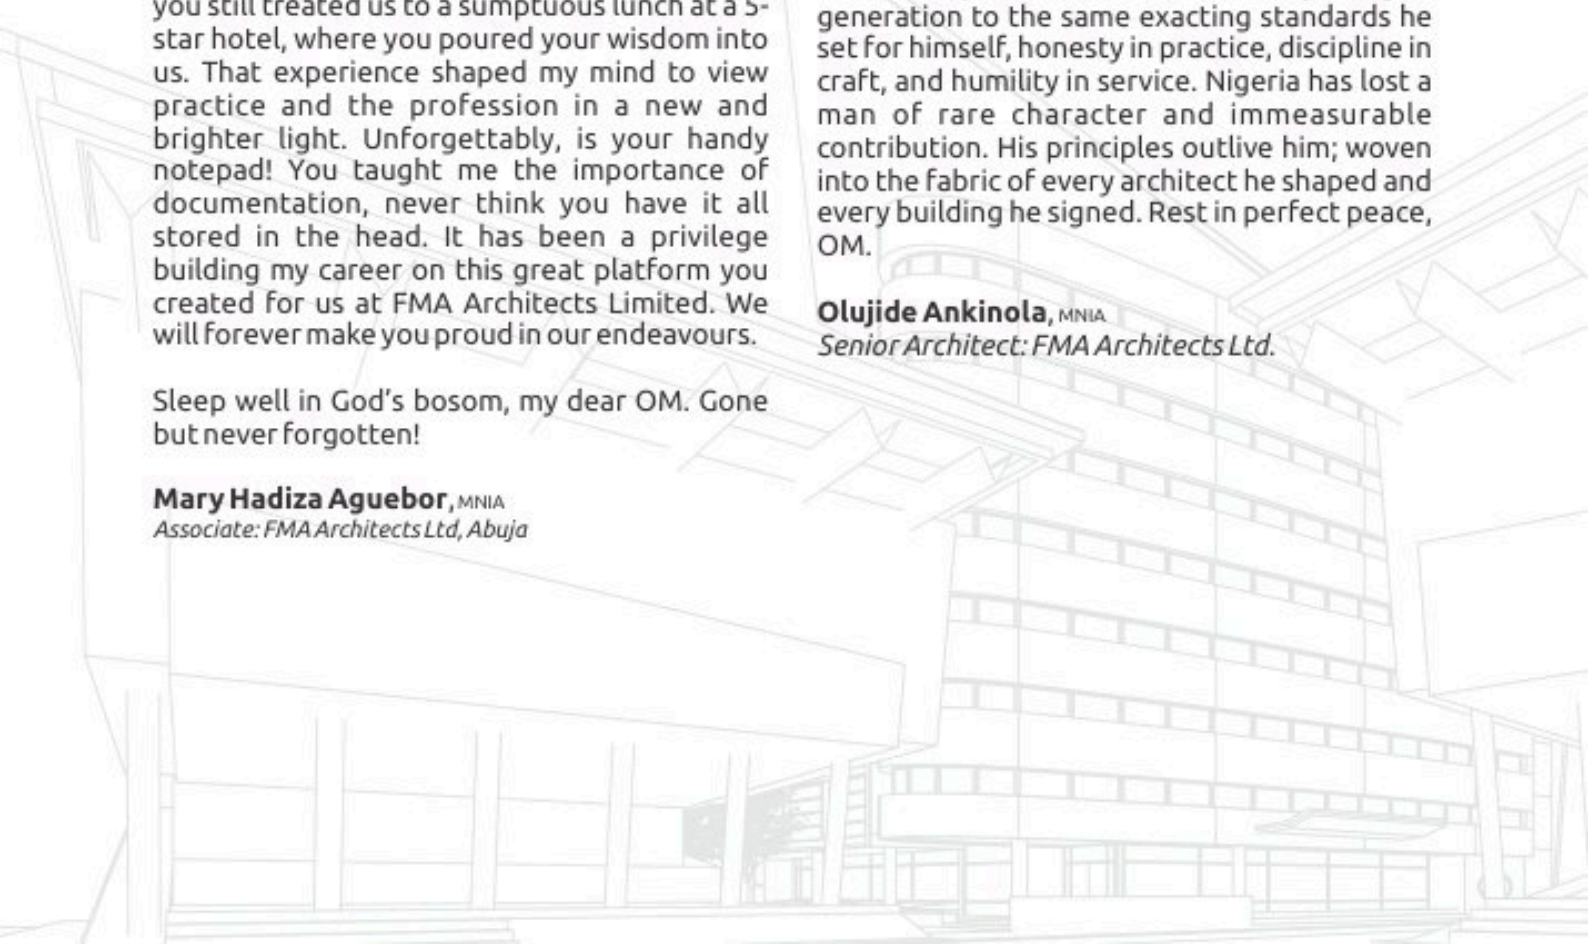 you still treated us to a sumptuous lunch at a 5-
star hotel, where you poured your wisdom into
us. That experience shaped my mind to view
practice and the profession in a new and
brighter light. Unforgettably, is your handy
notepad! You taught me the importance of
documentation, never think you have it all
stored in the head. It has been a privilege
building my career on this great platform you
created for us at FMA Architects Limited. We
will forever make you proud in our endeavours.
Sleep well in God's bosom, my dear OM. Gone
but never forgotten!
Mary Hadiza Aguebor, MNIA
Associate: FMA Architects Ltd, Abuja
generation to the same exacting standards he
set for himself, honesty in practice, discipline in
craft, and humility in service. Nigeria has lost a
man of rare character and immeasurable
contribution. His principles outlive him; woven
into the fabric of every architect he shaped and
every building he signed. Rest in perfect peace,
OM.
Olujide Ankinola, MNIA
Senior Architect: FMA Architects Ltd.